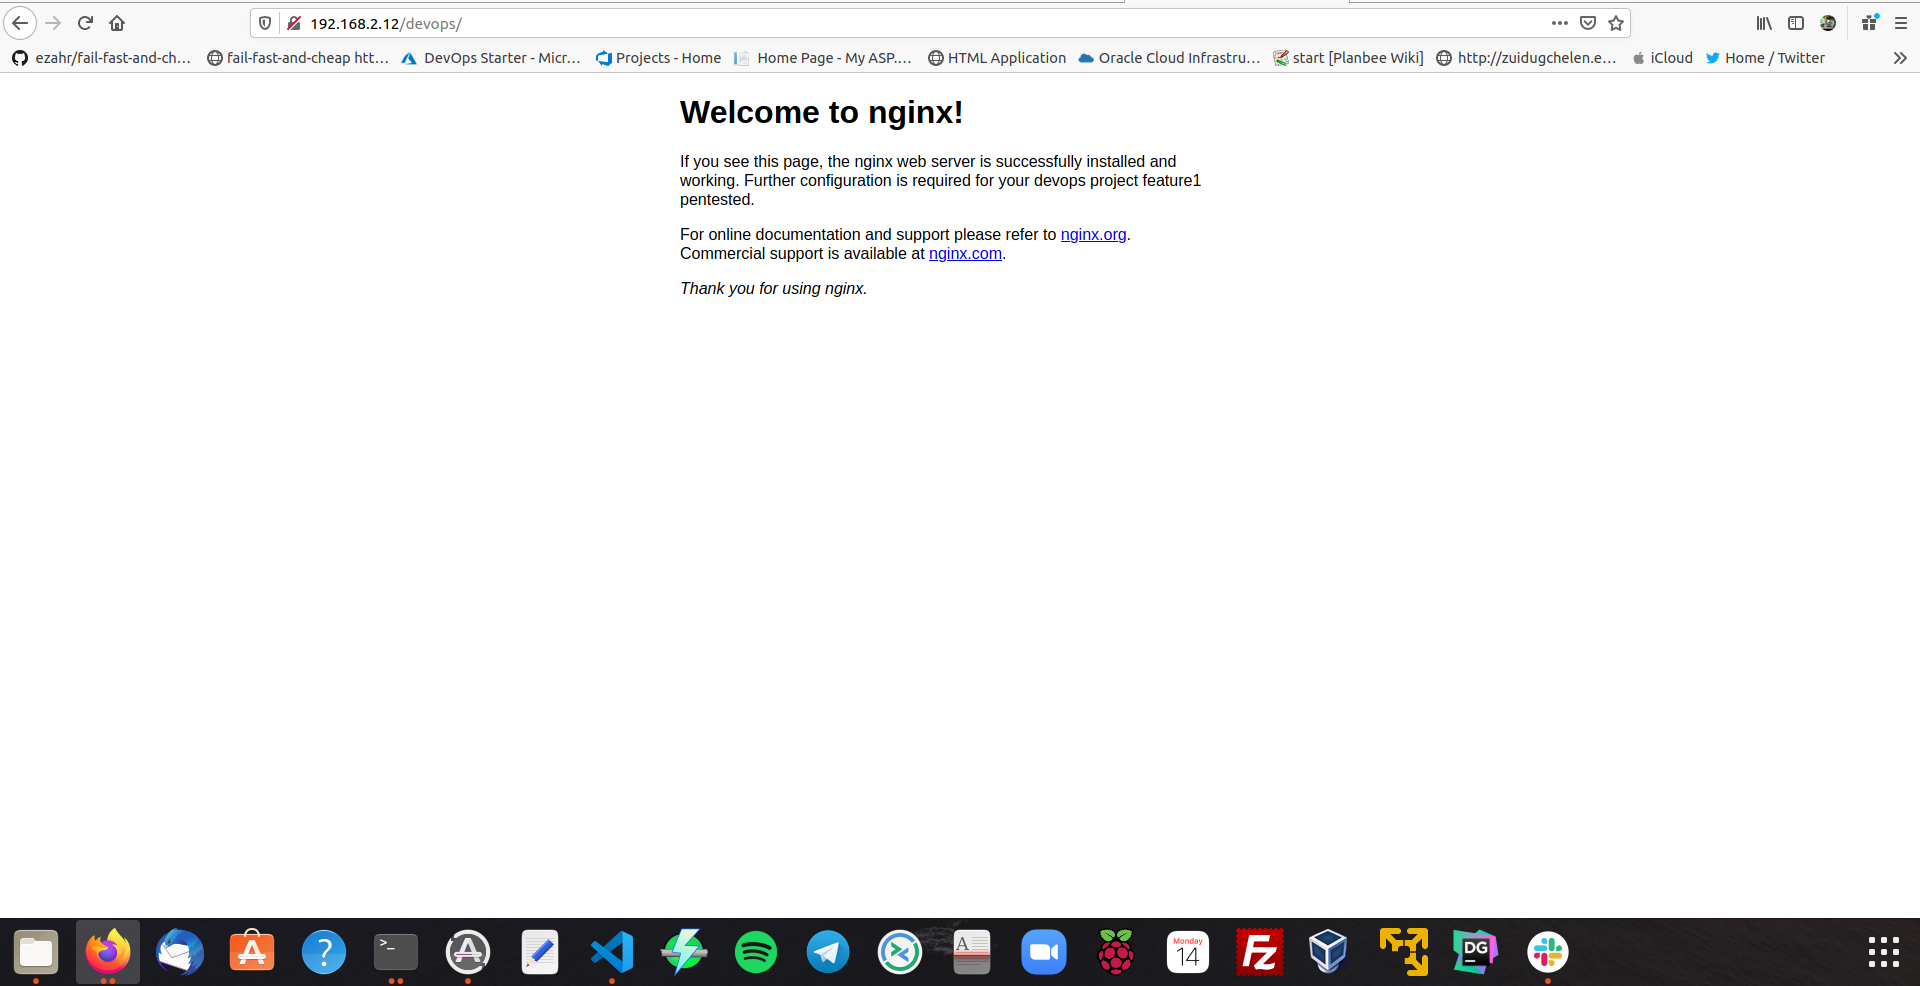 192.168.2.12/devops/
ezahr/fail-fast-and-ch… fail-fast-and-cheap htt… DevOps Starter - Micr… Projects - Home Home Page - My ASP.… HTML Application Oracle Cloud Infrastru… start [Planbee Wiki] http://zuidugchelen.e… iCloud Home / Twitter
Welcome to nginx!
If you see this page, the nginx web server is successfully installed and
working. Further configuration is required for your devops project feature1
pentested.
For online documentation and support please refer to nginx.org.
Commercial support is available at nginx.com.
Thank you for using nginx.
>_ A ? A A Fz DG
Monday
14